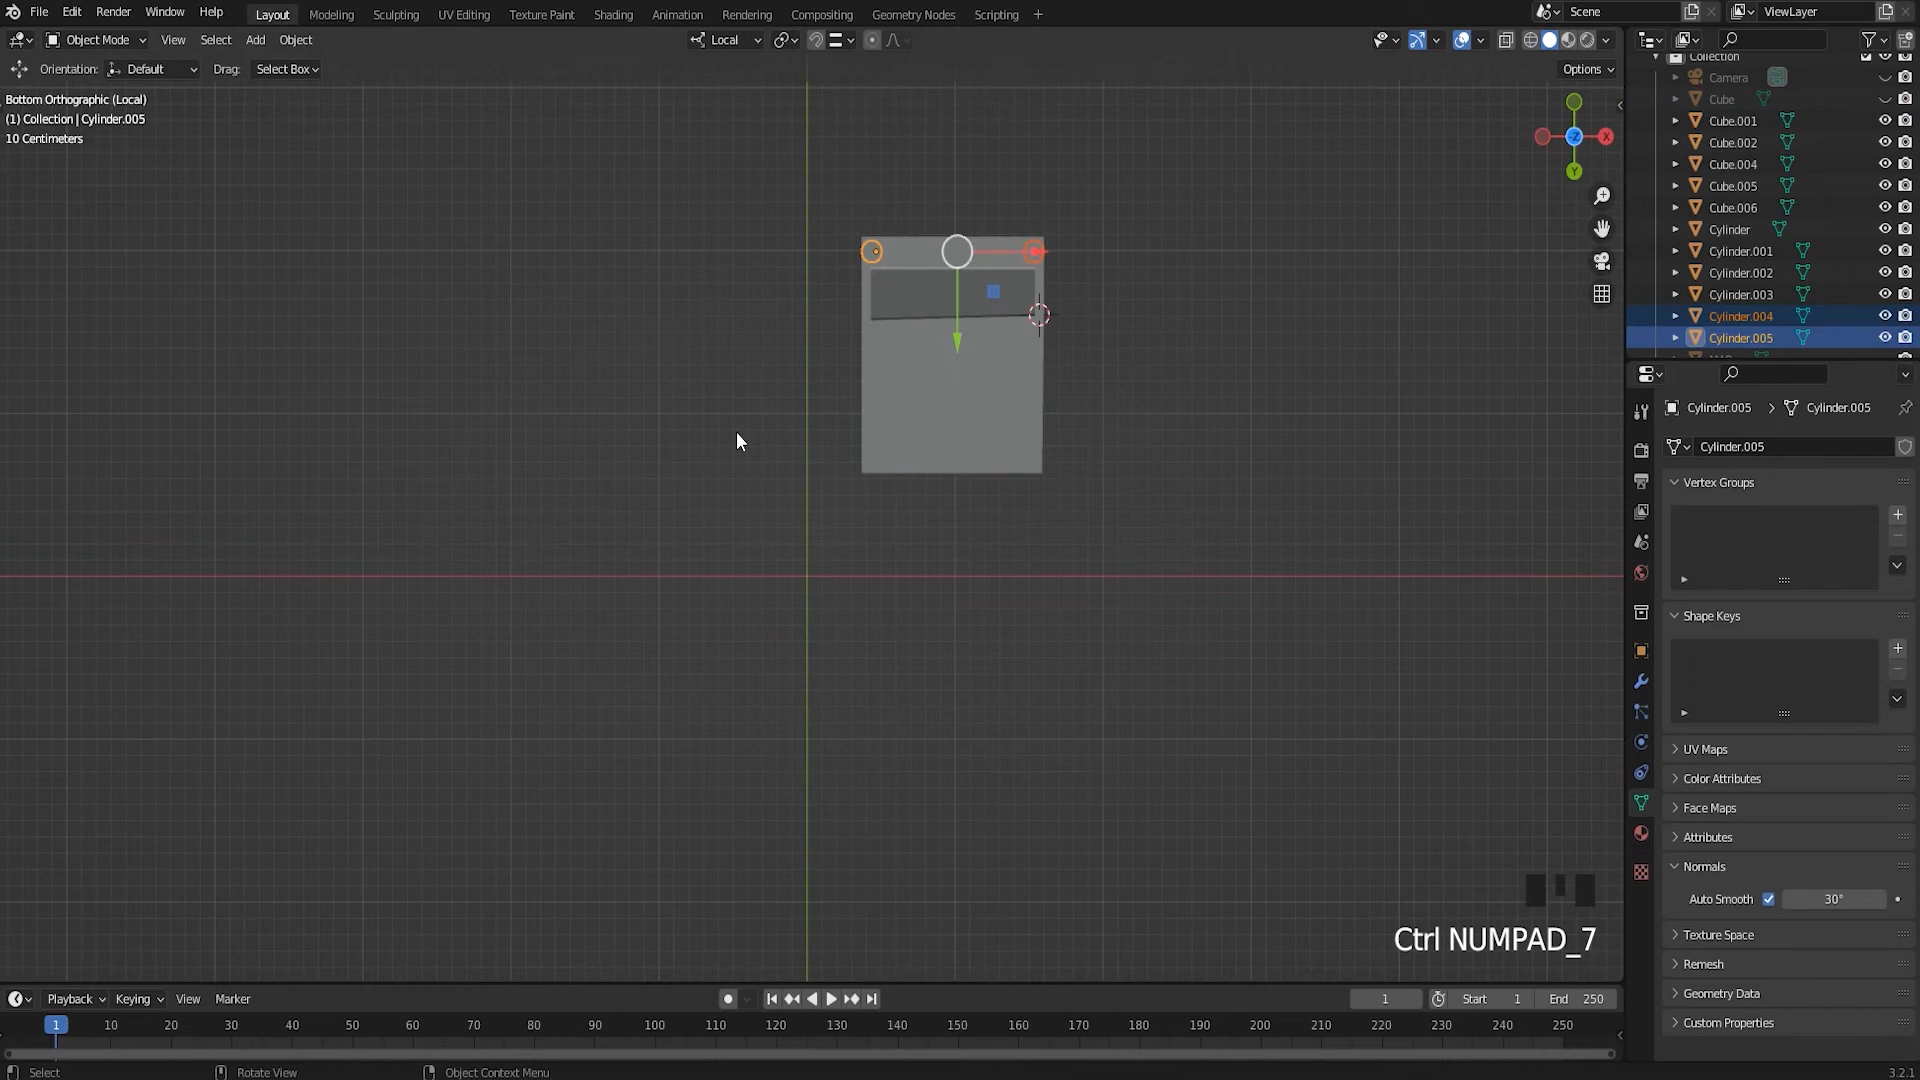 File Edit Render Window Help Layout Modeling Sculpting UV Editing Texture Paint Shading Animation Rendering Compositing Geometry Nodes Scripting + Scene ViewLayer
Object Mode View Select Add Object Local
Orientation: Default Drag: Select Box Options
Bottom Orthographic (Local)
(1) Collection | Cylinder.005
10 Centimeters
X
-Z
Y
Collection
Camera
Cube
Cube.001
Cube.002
Cube.004
Cube.005
Cube.006
Cylinder
Cylinder.001
Cylinder.002
Cylinder.003
Cylinder.004
Cylinder.005
Cylinder.005 > Cylinder.005
Cylinder.005
Vertex Groups
Shape Keys
UV Maps
Color Attributes
Face Maps
Attributes
Normals
Auto Smooth 30°
Texture Space
Remesh
Geometry Data
Custom Properties
Ctrl NUMPAD_7
Playback Keying View Marker 1 Start 1 End 250
1 10 20 30 40 50 60 70 80 90 100 110 120 130 140 150 160 170 180 190 200 210 220 230 240 250
Select Rotate View Object Context Menu 3.2.1